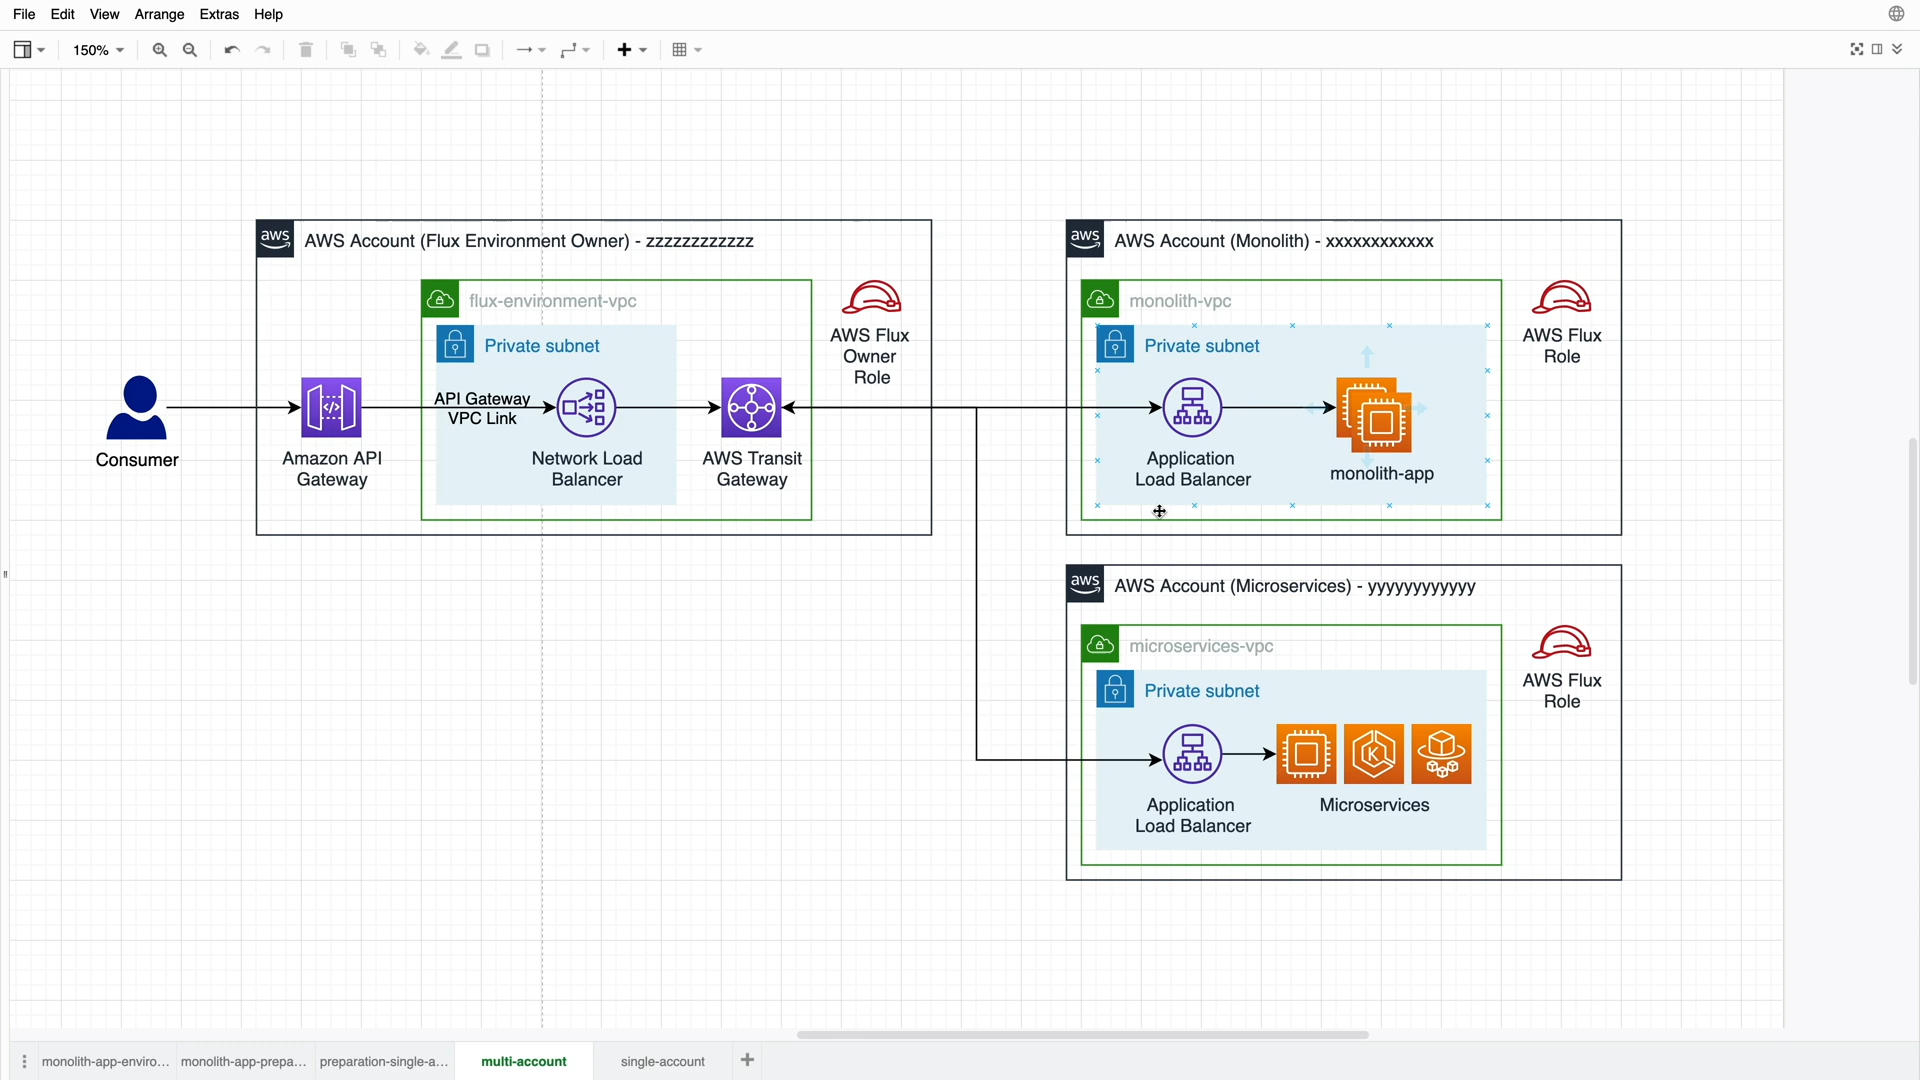 File Edit View Arrange Extras Help
150%
aws AWS Account (Flux Environment Owner) - zzzzzzzzzzzz
flux-environment-vpc
Private subnet
AWS Flux
Owner
Role
Consumer
Amazon API
Gateway
API Gateway
VPC Link
Network Load
Balancer
AWS Transit
Gateway
aws AWS Account (Monolith) - xxxxxxxxxxxx
monolith-vpc
Private subnet
AWS Flux
Role
Application
Load Balancer
monolith-app
aws AWS Account (Microservices) - yyyyyyyyyyyy
microservices-vpc
Private subnet
AWS Flux
Role
Application
Load Balancer
Microservices
monolith-app-enviro... monolith-app-prepa... preparation-single-a... multi-account single-account